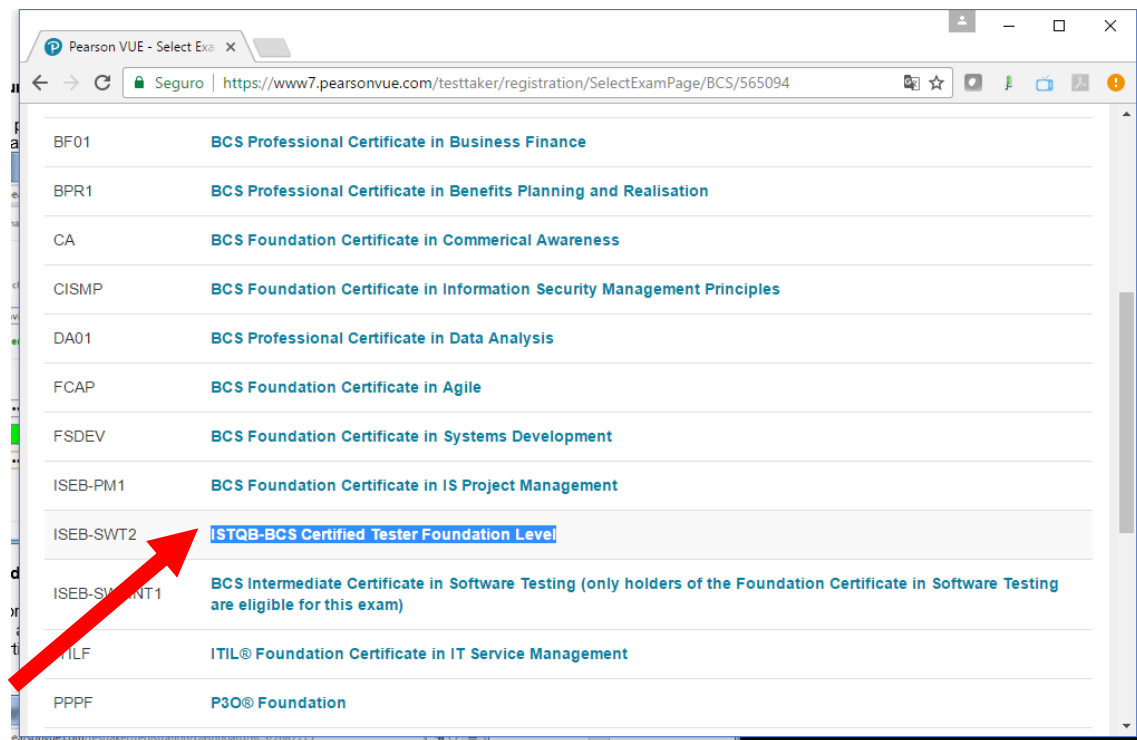 Pearson VUE - Select Exa
Seguro | https://www7.pearsonvue.com/testtaker/registration/SelectExamPage/BCS/565094
BF01 BCS Professional Certificate in Business Finance
BPR1 BCS Professional Certificate in Benefits Planning and Realisation
CA BCS Foundation Certificate in Commerical Awareness
CISMP BCS Foundation Certificate in Information Security Management Principles
DA01 BCS Professional Certificate in Data Analysis
FCAP BCS Foundation Certificate in Agile
FSDEV BCS Foundation Certificate in Systems Development
ISEB-PM1 BCS Foundation Certificate in IS Project Management
ISEB-SWT2 ISTQB-BCS Certified Tester Foundation Level
BCS Intermediate Certificate in Software Testing (only holders of the Foundation Certificate in Software Testing
are eligible for this exam)
ITIL® Foundation Certificate in IT Service Management
PPPF P3O® Foundation